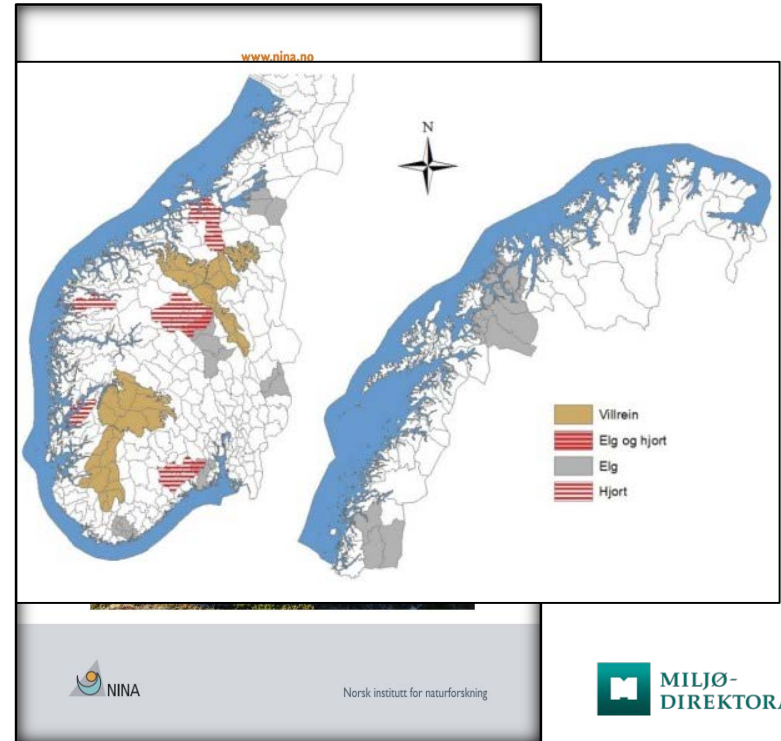 www.nina.no
N
Villrein
Elg og hjort
Elg
Hjort
NINA
Norsk institutt for naturforskning
MILJØ-
DIREKTORA